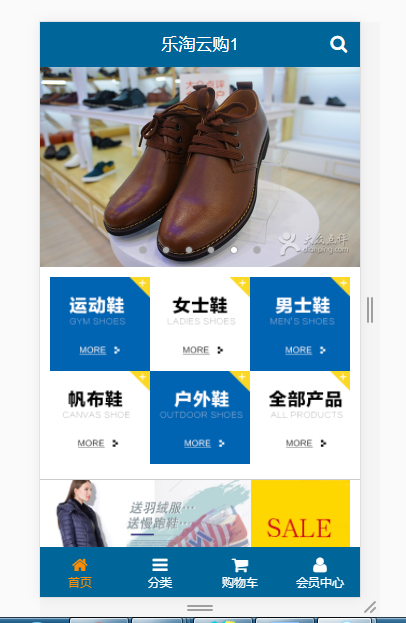 乐淘云购1
大众点评
dianping.com
运动鞋
GYM SHOES
MORE
女士鞋
LADIES SHOES
MORE
男士鞋
MEN'S SHOES
MORE
帆布鞋
CANVAS SHOE
MORE
户外鞋
OUTDOOR SHOES
MORE
全部产品
ALL PRODUCTS
MORE
送羽绒服…
送慢跑鞋…
SALE
首页
分类
购物车
会员中心